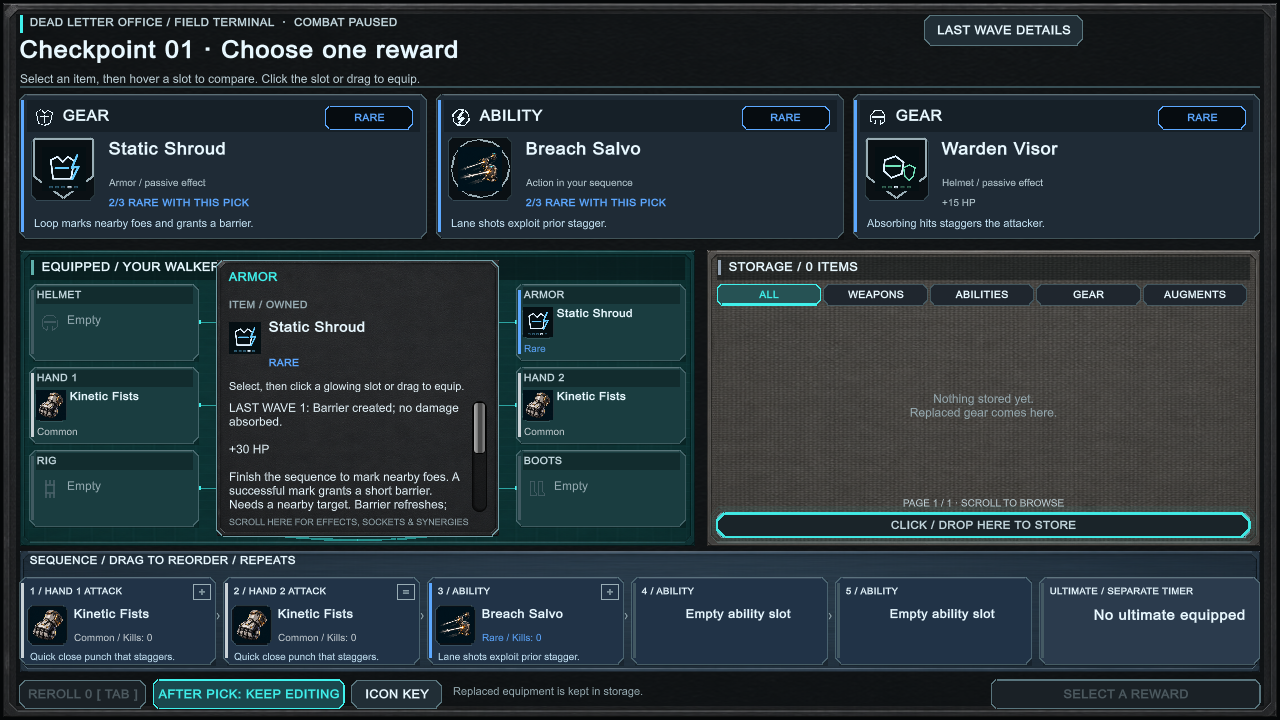 DEAD LETTER OFFICE / FIELD TERMINAL · COMBAT PAUSED
Checkpoint 01 · Choose one reward
Select an item, then hover a slot to compare. Click the slot or drag to equip.
LAST WAVE DETAILS
GEAR
RARE
Static Shroud
Armor / passive effect
2/3 RARE WITH THIS PICK
Loop marks nearby foes and grants a barrier.
ABILITY
RARE
Breach Salvo
Action in your sequence
2/3 RARE WITH THIS PICK
Lane shots exploit prior stagger.
GEAR
RARE
Warden Visor
Helmet / passive effect
+15 HP
Absorbing hits staggers the attacker.
EQUIPPED / YOUR WALKER
HELMET
Empty
HAND 1
Kinetic Fists
Common
RIG
Empty
ARMOR
ITEM / OWNED
Static Shroud
RARE
Select, then click a glowing slot or drag to equip.
LAST WAVE 1: Barrier created; no damage
absorbed.
+30 HP
Finish the sequence to mark nearby foes. A
successful mark grants a short barrier.
Needs a nearby target. Barrier refreshes;
SCROLL HERE FOR EFFECTS, SOCKETS & SYNERGIES
ARMOR
Static Shroud
Rare
HAND 2
Kinetic Fists
Common
BOOTS
Empty
STORAGE / 0 ITEMS
ALL
WEAPONS
ABILITIES
GEAR
AUGMENTS
Nothing stored yet.
Replaced gear comes here.
PAGE 1 / 1 · SCROLL TO BROWSE
CLICK / DROP HERE TO STORE
SEQUENCE / DRAG TO REORDER / REPEATS
1 / HAND 1 ATTACK
+
Kinetic Fists
Common / Kills: 0
Quick close punch that staggers.
2 / HAND 2 ATTACK
=
Kinetic Fists
Common / Kills: 0
Quick close punch that staggers.
3 / ABILITY
+
Breach Salvo
Rare / Kills: 0
Lane shots exploit prior stagger.
4 / ABILITY
Empty ability slot
5 / ABILITY
Empty ability slot
ULTIMATE / SEPARATE TIMER
No ultimate equipped
REROLL 0 [ TAB ]
AFTER PICK: KEEP EDITING
ICON KEY
Replaced equipment is kept in storage.
SELECT A REWARD